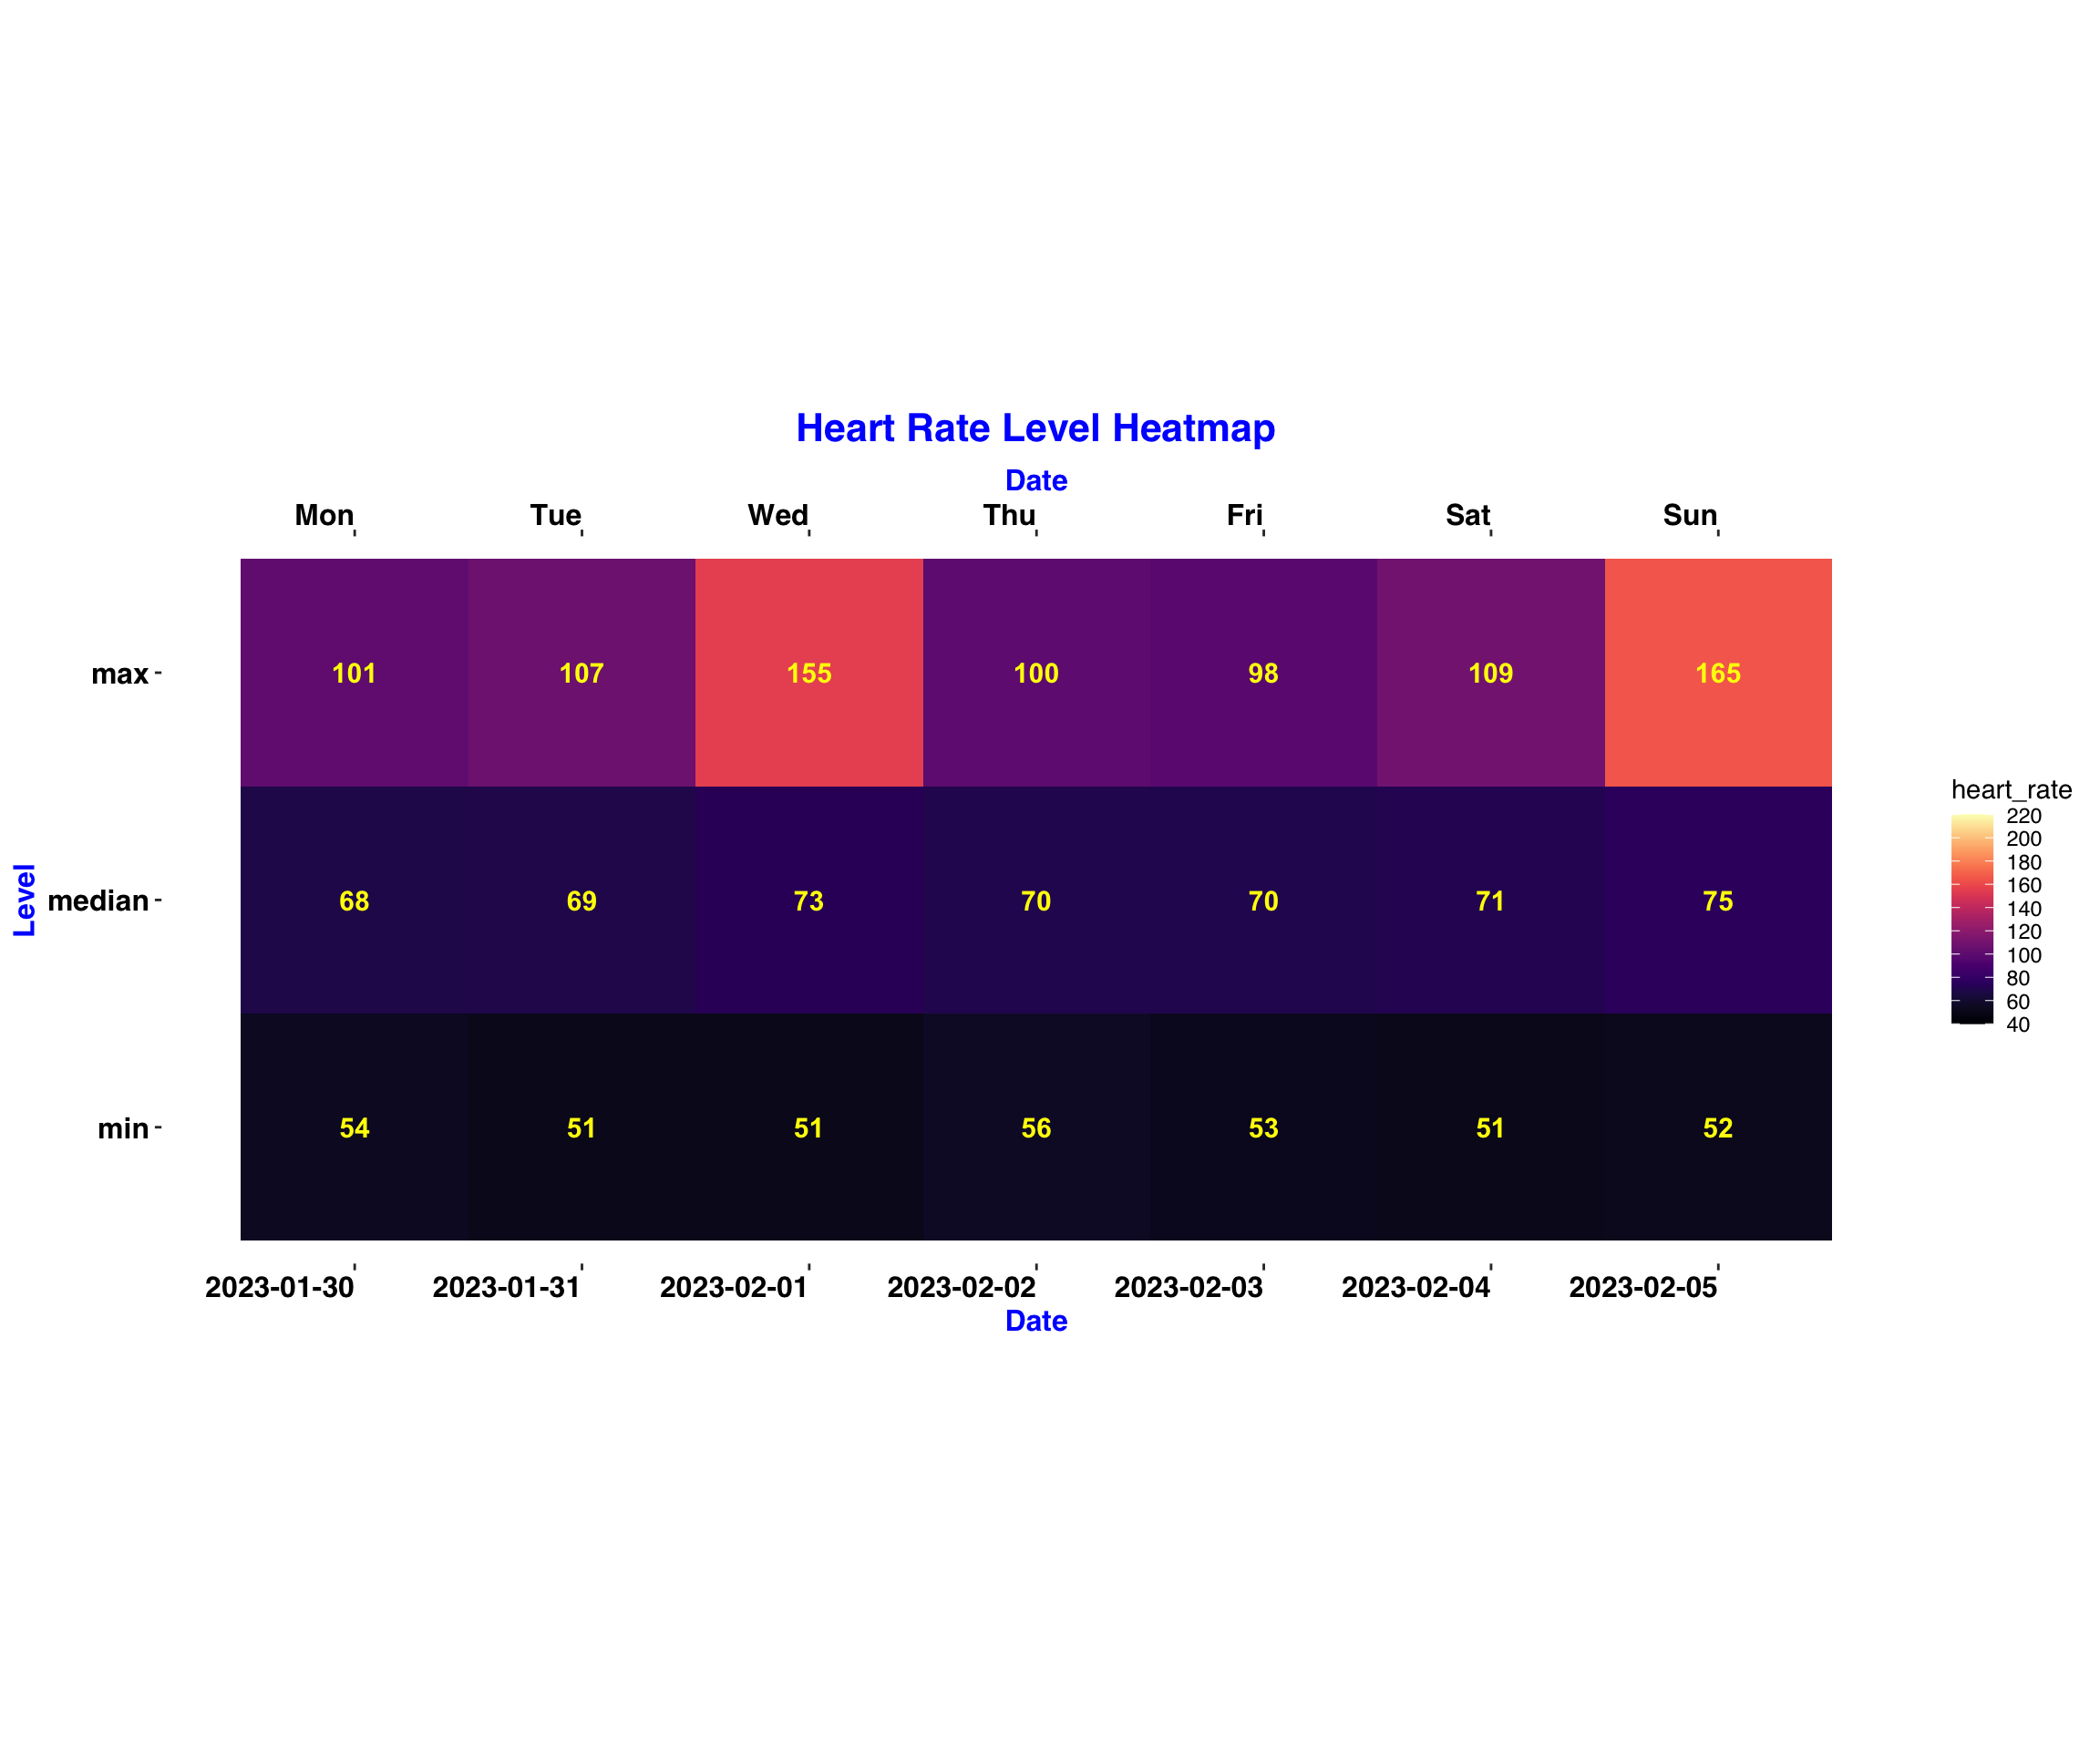 Heart Rate Level Heatmap
Date
Mon Tue Wed Thu Fri Sat Sun
max 101 107 155 100 98 109 165
Level
median 68 69 73 70 70 71 75
min 54 51 51 56 53 51 52
2023-01-30 2023-01-31 2023-02-01 2023-02-02 2023-02-03 2023-02-04 2023-02-05
Date
heart_rate
220
200
180
160
140
120
100
80
60
40